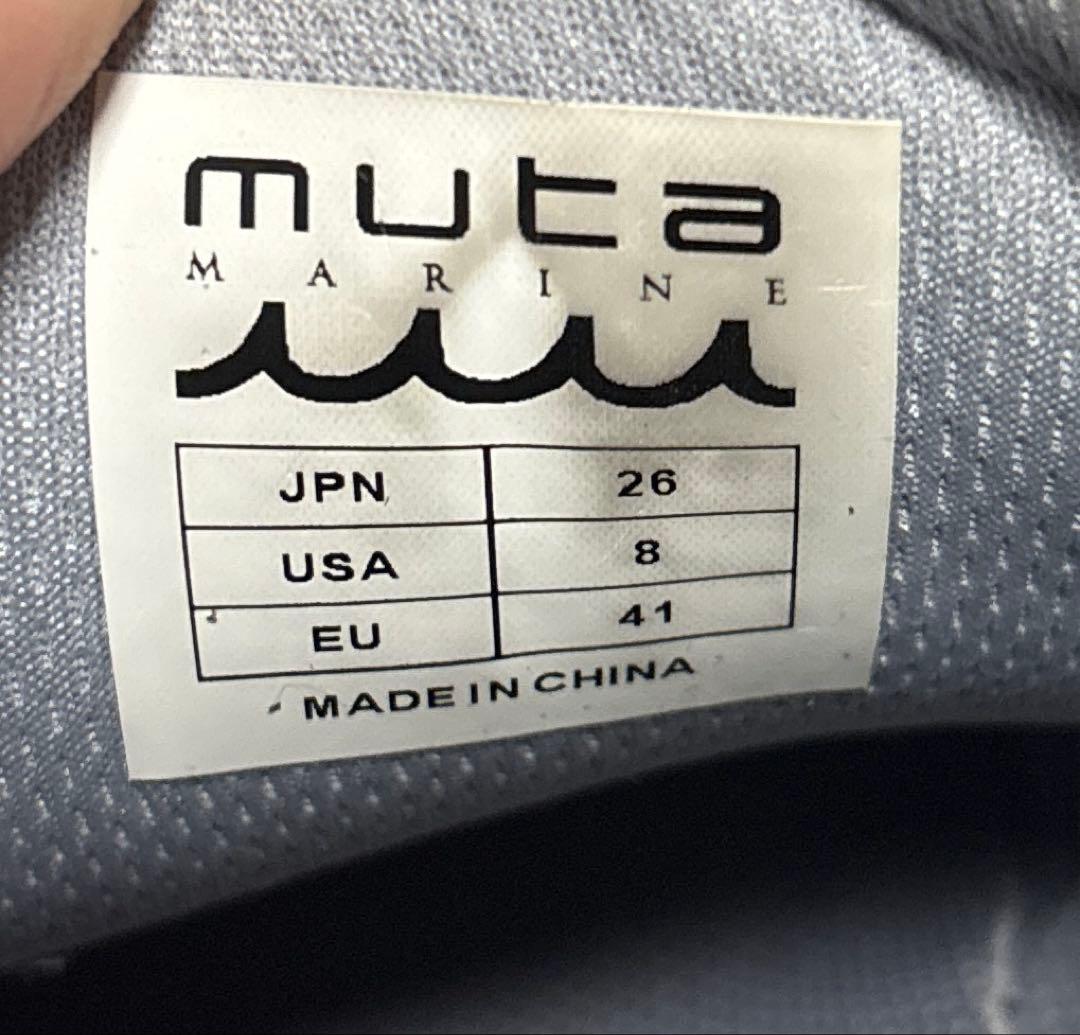 muta
MARINE
JPN 26
USA 8
EU 41
MADE IN CHINA